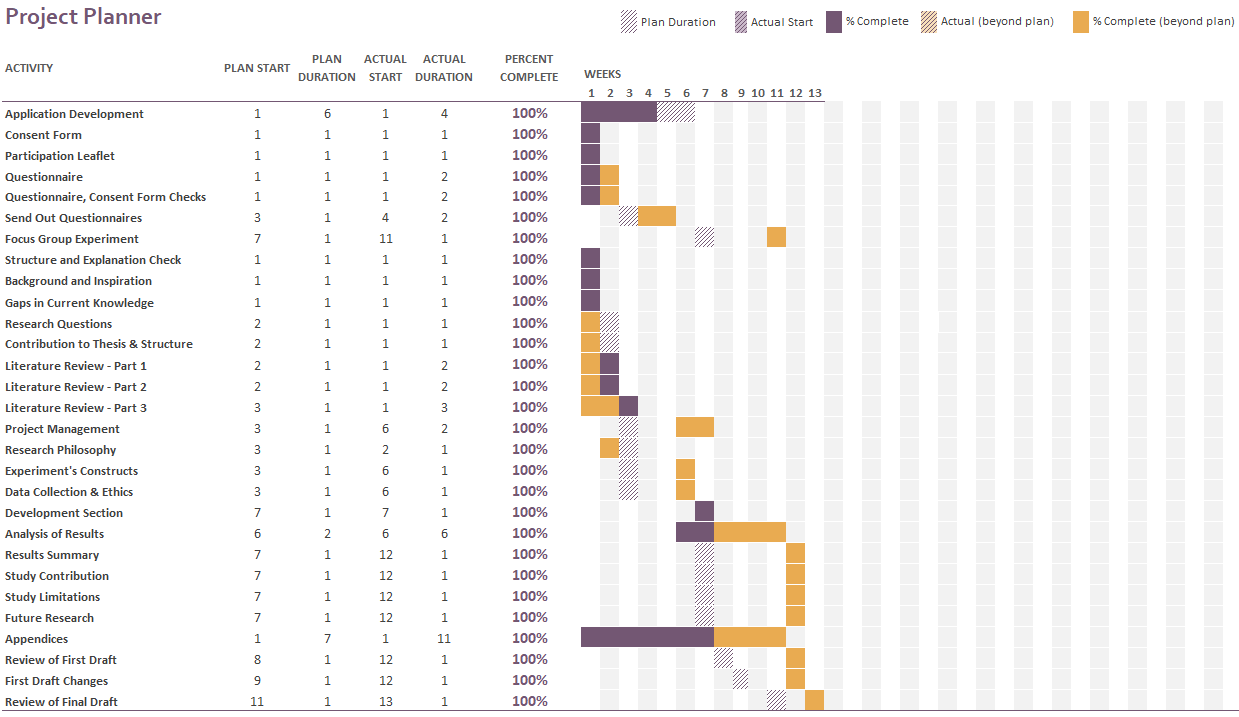 Project Planner
Plan Duration Actual Start % Complete Actual (beyond plan) % Complete (beyond plan)
ACTIVITY PLAN START PLAN DURATION ACTUAL START ACTUAL DURATION PERCENT COMPLETE WEEKS
1 2 3 4 5 6 7 8 9 10 11 12 13
Application Development 1 6 1 4 100%
Consent Form 1 1 1 1 100%
Participation Leaflet 1 1 1 1 100%
Questionnaire 1 1 1 2 100%
Questionnaire, Consent Form Checks 1 1 1 2 100%
Send Out Questionnaires 3 1 4 2 100%
Focus Group Experiment 7 1 11 1 100%
Structure and Explanation Check 1 1 1 1 100%
Background and Inspiration 1 1 1 1 100%
Gaps in Current Knowledge 1 1 1 1 100%
Research Questions 2 1 1 1 100%
Contribution to Thesis & Structure 2 1 1 1 100%
Literature Review - Part 1 2 1 1 2 100%
Literature Review - Part 2 2 1 1 2 100%
Literature Review - Part 3 3 1 1 3 100%
Project Management 3 1 6 2 100%
Research Philosophy 3 1 2 1 100%
Experiment's Constructs 3 1 6 1 100%
Data Collection & Ethics 3 1 6 1 100%
Development Section 7 1 7 1 100%
Analysis of Results 6 2 6 6 100%
Results Summary 7 1 12 1 100%
Study Contribution 7 1 12 1 100%
Study Limitations 7 1 12 1 100%
Future Research 7 1 12 1 100%
Appendices 1 7 1 11 100%
Review of First Draft 8 1 12 1 100%
First Draft Changes 9 1 12 1 100%
Review of Final Draft 11 1 13 1 100%